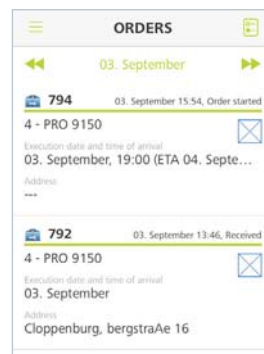 ORDERS
03. September
794 03. September 15:54, Order started
4 - PRO 9150
Execution date and time of arrival
03. September, 19:00 (ETA 04. Septe...
Address
---
792 03. September 13:46, Received
4 - PRO 9150
Execution date and time of arrival
03. September
Address
Cloppenburg, bergstraAe 16